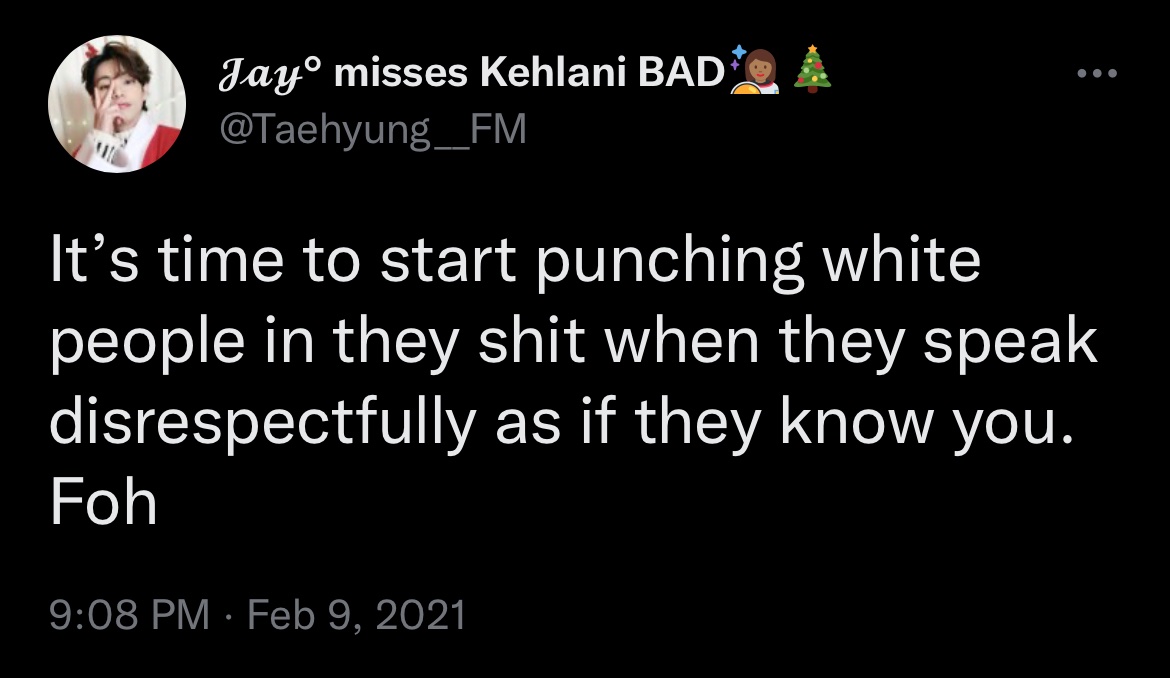 𝒥𝒶𝓎° misses Kehlani BAD👩🏾‍🚀🎄
@Taehyung__FM
It’s time to start punching white
people in they shit when they speak
disrespectfully as if they know you.
Foh
9:08 PM · Feb 9, 2021